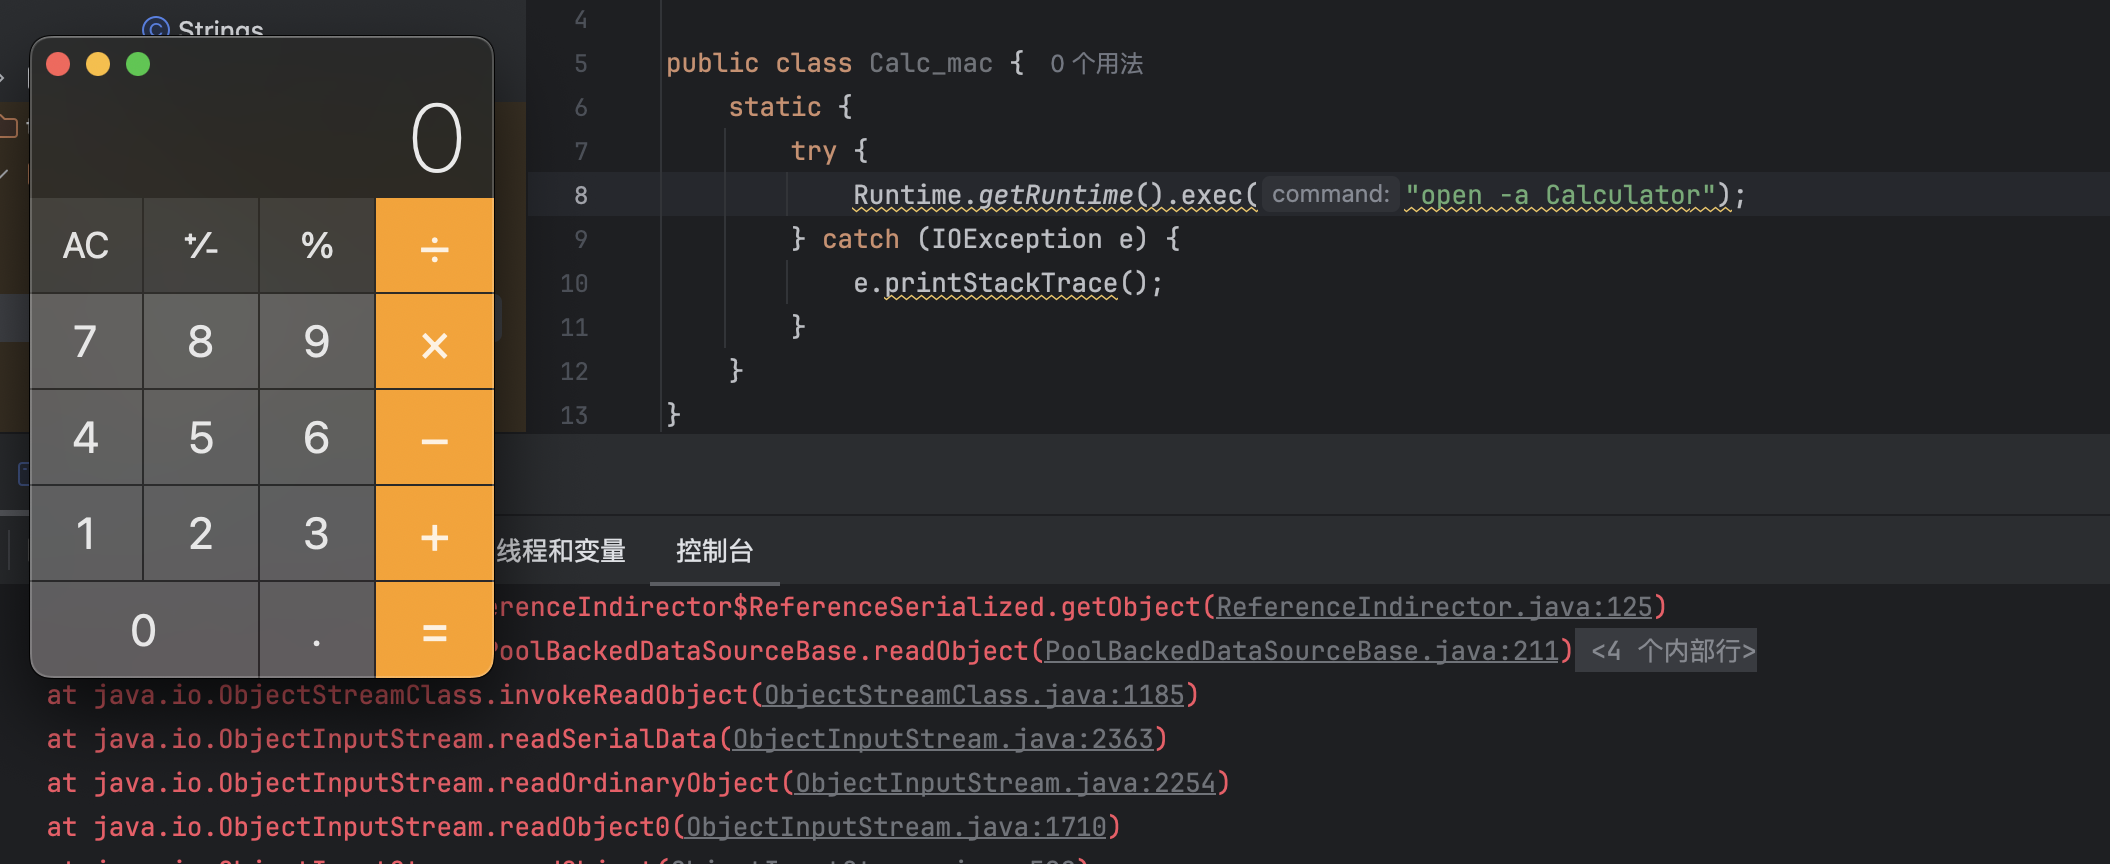 Strings
0
AC +/- % ÷
7 8 9 ×
4 5 6 −
1 2 3 +
0 . =
4
5 public class Calc_mac { 0 个用法
6 static {
7 try {
8 Runtime.getRuntime().exec( command: "open -a Calculator");
9 } catch (IOException e) {
10 e.printStackTrace();
11 }
12 }
13 }
线程和变量 控制台
erenceIndirector$ReferenceSerialized.getObject(ReferenceIndirector.java:125)
PoolBackedDataSourceBase.readObject(PoolBackedDataSourceBase.java:211) <4 个内部行>
at java.io.ObjectStreamClass.invokeReadObject(ObjectStreamClass.java:1185)
at java.io.ObjectInputStream.readSerialData(ObjectInputStream.java:2363)
at java.io.ObjectInputStream.readOrdinaryObject(ObjectInputStream.java:2254)
at java.io.ObjectInputStream.readObject0(ObjectInputStream.java:1710)